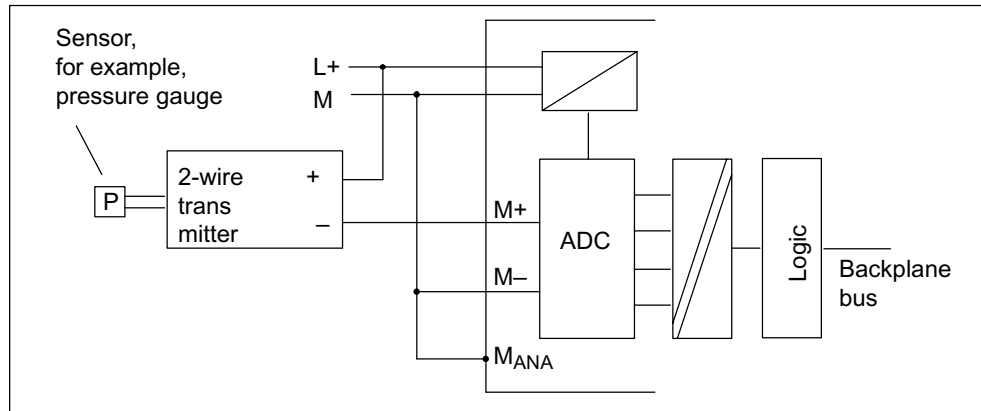 Sensor,
for example,
pressure gauge
L+
M
P
2-wire
trans
mitter
+
–
M+
M–
MANA
ADC
Logic
Backplane
bus